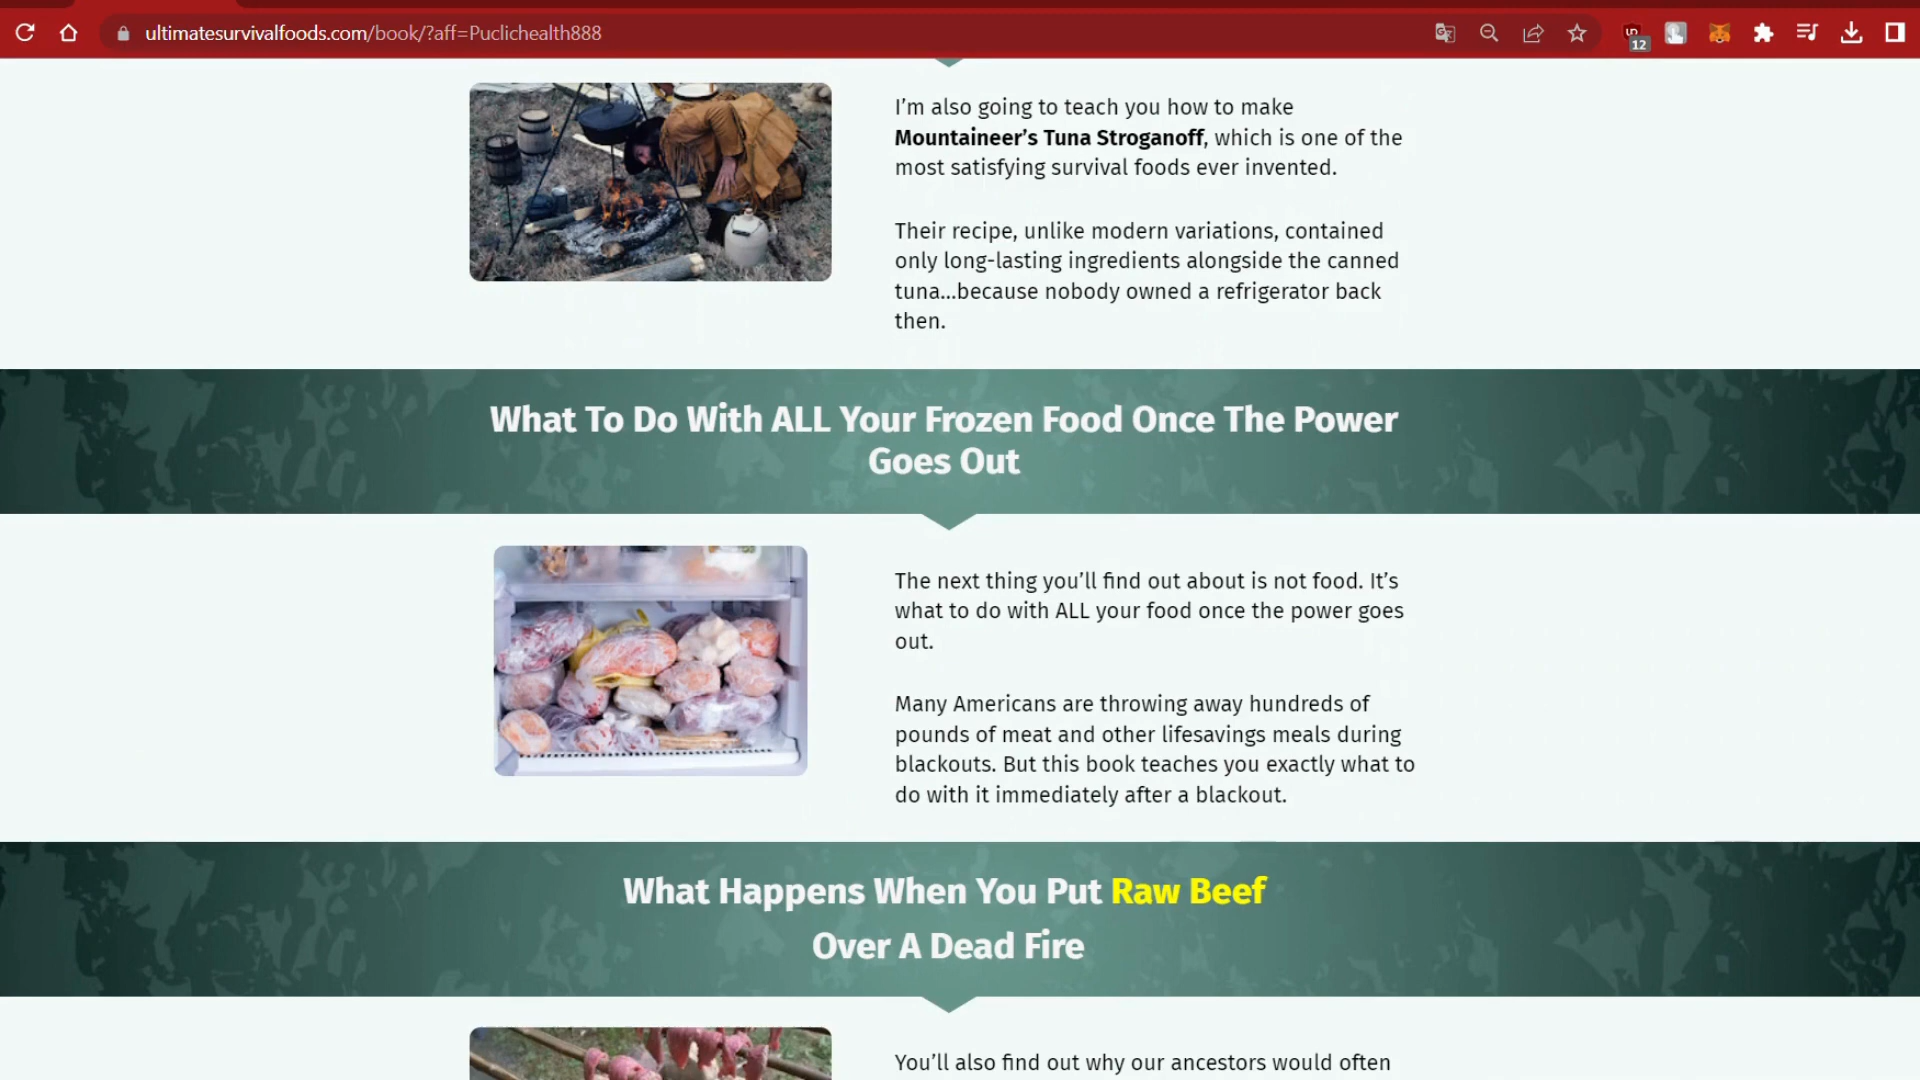 ultimatesurvivalfoods.com/book/?aff=Puclichealth888
12
I’m also going to teach you how to make
Mountaineer’s Tuna Stroganoff, which is one of the
most satisfying survival foods ever invented.
Their recipe, unlike modern variations, contained
only long-lasting ingredients alongside the canned
tuna...because nobody owned a refrigerator back
then.
What To Do With ALL Your Frozen Food Once The Power
Goes Out
The next thing you’ll find out about is not food. It’s
what to do with ALL your food once the power goes
out.
Many Americans are throwing away hundreds of
pounds of meat and other lifesavings meals during
blackouts. But this book teaches you exactly what to
do with it immediately after a blackout.
What Happens When You Put Raw Beef
Over A Dead Fire
You’ll also find out why our ancestors would often